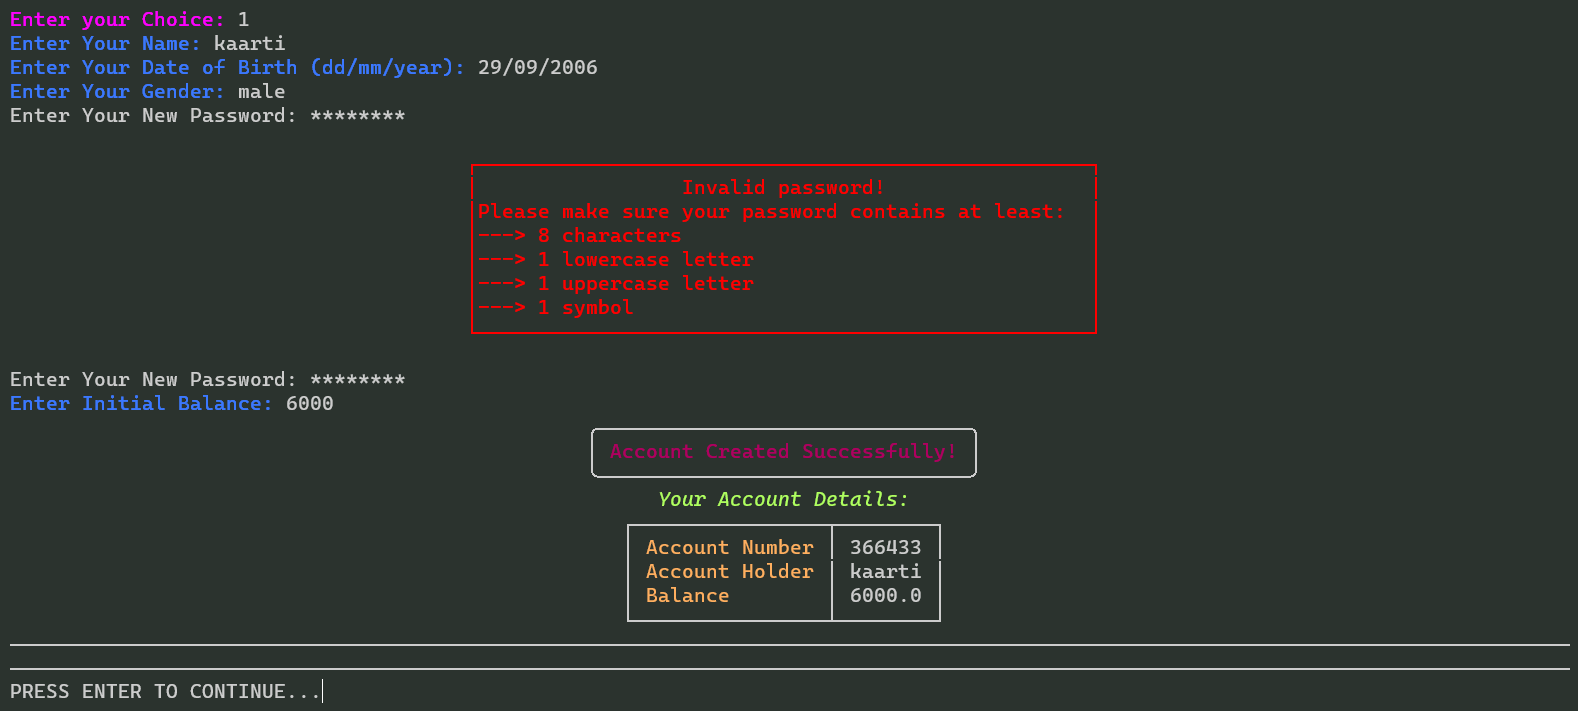 Enter your Choice: 1
Enter Your Name: kaarti
Enter Your Date of Birth (dd/mm/year): 29/09/2006
Enter Your Gender: male
Enter Your New Password: ********
Invalid password!
Please make sure your password contains at least:
---> 8 characters
---> 1 lowercase letter
---> 1 uppercase letter
---> 1 symbol
Enter Your New Password: ********
Enter Initial Balance: 6000
Account Created Successfully!
Your Account Details:
Account Number 366433
Account Holder kaarti
Balance 6000.0
PRESS ENTER TO CONTINUE...